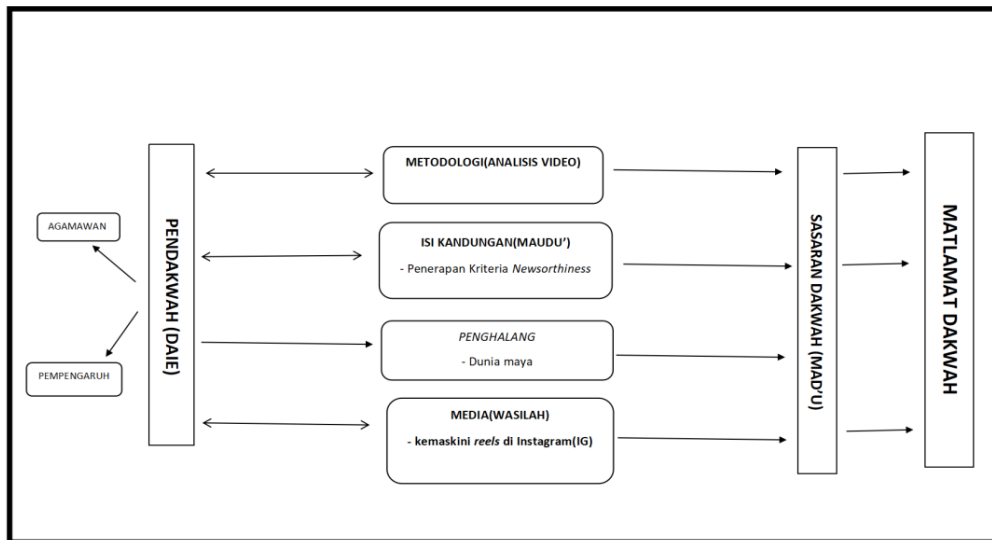 AGAMAWAN
PEMPENGARUH
PENDAKWAH (DAIE)
METODOLOGI(ANALISIS VIDEO)
ISI KANDUNGAN(MAUDU’)
- Penerapan Kriteria Newsorthiness
PENGHALANG
- Dunia maya
MEDIA(WASILAH)
- kemaskini reels di Instagram(IG)
SASARAN DAKWAH (MAD’U)
MATLAMAT DAKWAH